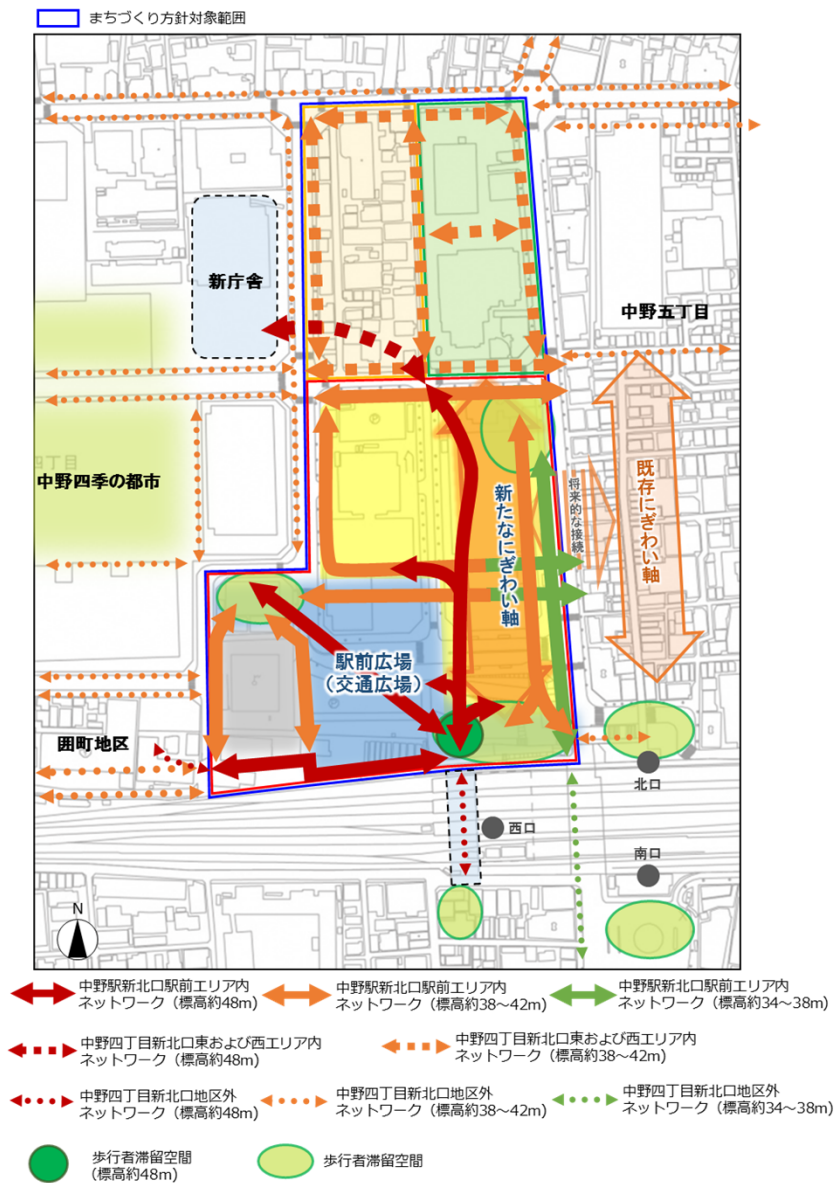 まちづくり方針対象範囲
新庁舎
中野五丁目
四丁目
中野四季の都市
新たなにぎわい軸
将来的な接続
既存にぎわい軸
駅前広場
(交通広場)
囲町地区
北口
西口
南口
N
中野駅新北口駅前エリア内
ネットワーク(標高約48m)
中野駅新北口駅前エリア内
ネットワーク(標高約38~42m)
中野駅新北口駅前エリア内
ネットワーク(標高約34~38m)
中野四丁目新北口東および西エリア内
ネットワーク(標高約48m)
中野四丁目新北口東および西エリア内
ネットワーク(標高約38~42m)
中野四丁目新北口地区外
ネットワーク(標高約48m)
中野四丁目新北口地区外
ネットワーク(標高約38~42m)
中野四丁目新北口地区外
ネットワーク(標高約34~38m)
歩行者滞留空間
(標高約48m)
歩行者滞留空間